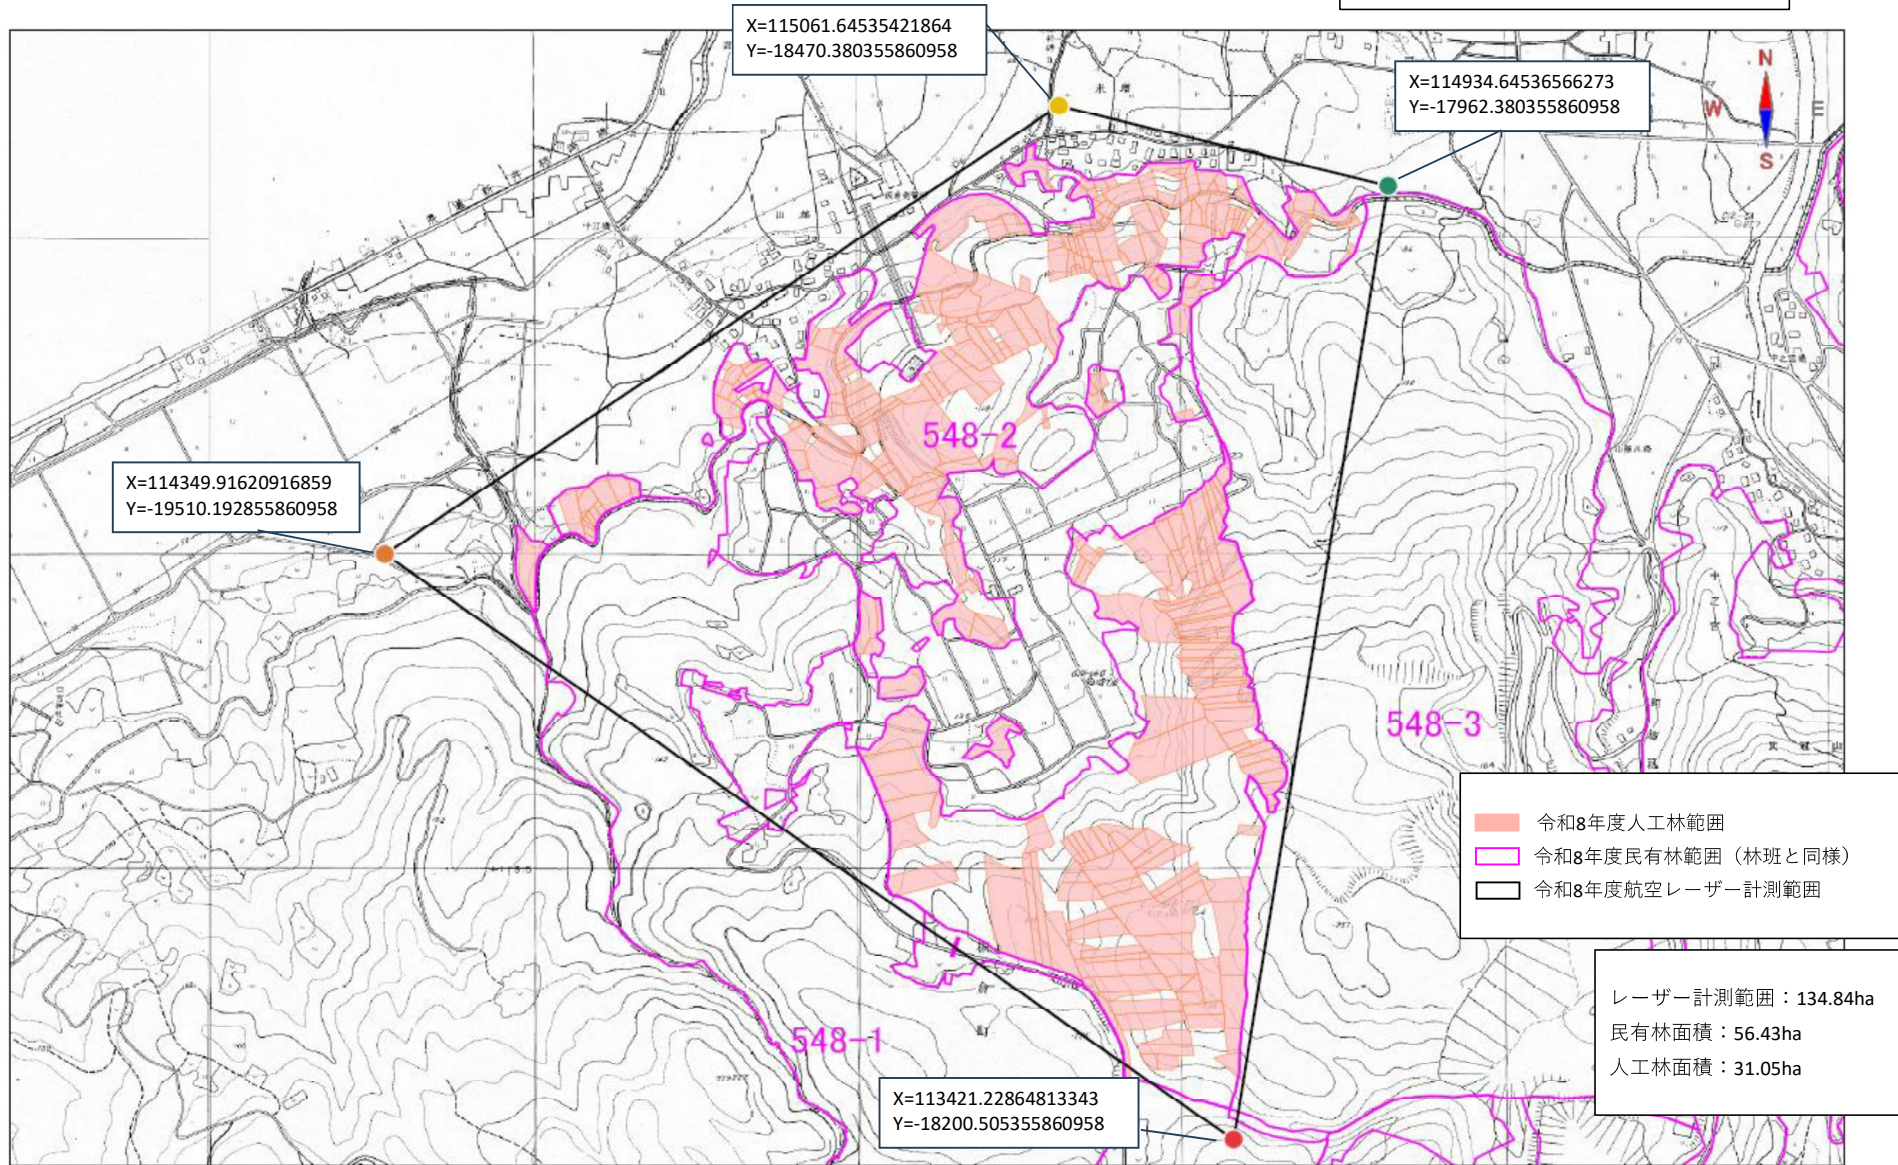 X=115061.64535421864
Y=-18470.380355860958
X=114934.64536566273
Y=-17962.380355860958
N
W
E
S
548-2
X=114349.91620916859
Y=-19510.192855860958
548-3
令和8年度人工林範囲
令和8年度民有林範囲（林班と同様）
令和8年度航空レーザー計測範囲
レーザー計測範囲：134.84ha
民有林面積：56.43ha
人工林面積：31.05ha
548-1
町
X=113421.22864813343
Y=-18200.505355860958